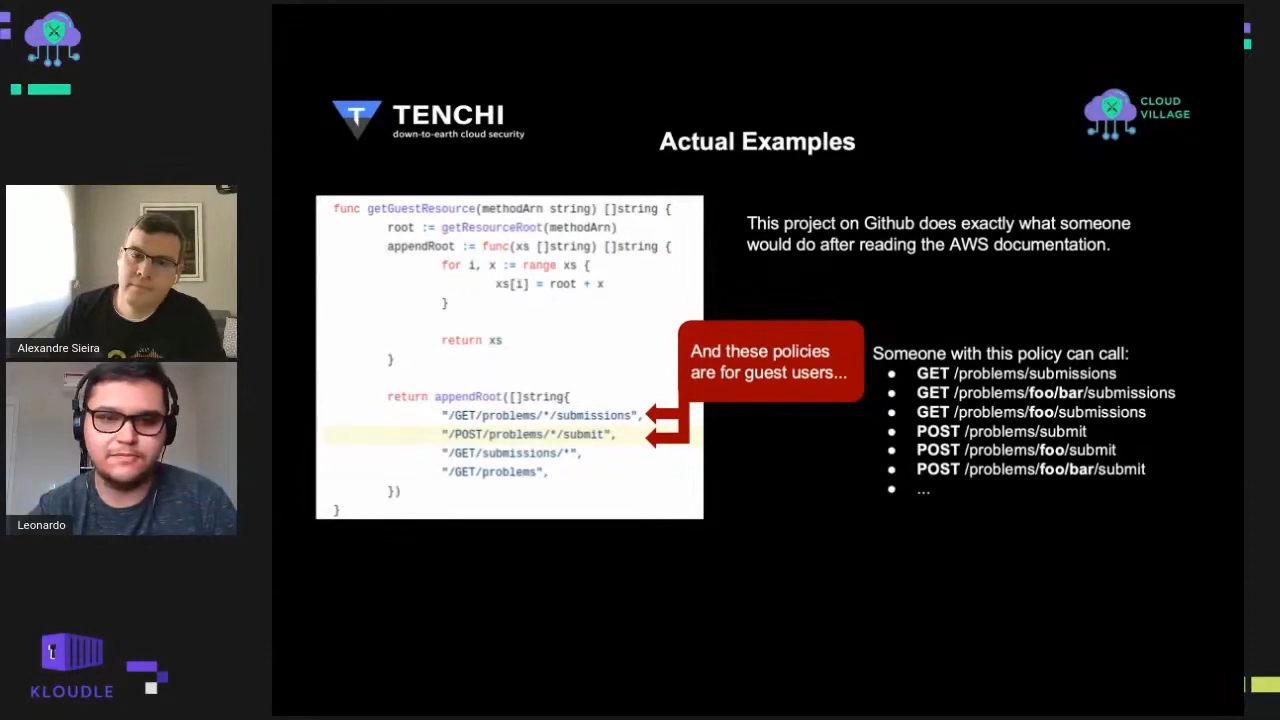 TENCHI
down-to-earth cloud security
CLOUD
VILLAGE
Actual Examples
func getGuestResource(methodArn string) []string {
root := getResourceRoot(methodArn)
appendRoot := func(xs []string) []string {
for i, x := range xs {
xs[i] = root + x
}
return xs
}
return appendRoot([]string{
"/GET/problems/*/submissions",
"/POST/problems/*/submit",
"/GET/submissions/*",
"/GET/problems",
})
}
This project on Github does exactly what someone
would do after reading the AWS documentation.
And these policies
are for guest users...
Someone with this policy can call:
● GET /problems/submissions
● GET /problems/foo/bar/submissions
● GET /problems/foo/submissions
● POST /problems/submit
● POST /problems/foo/submit
● POST /problems/foo/bar/submit
● ...
Alexandre Sieira
Leonardo
KLOUDLE